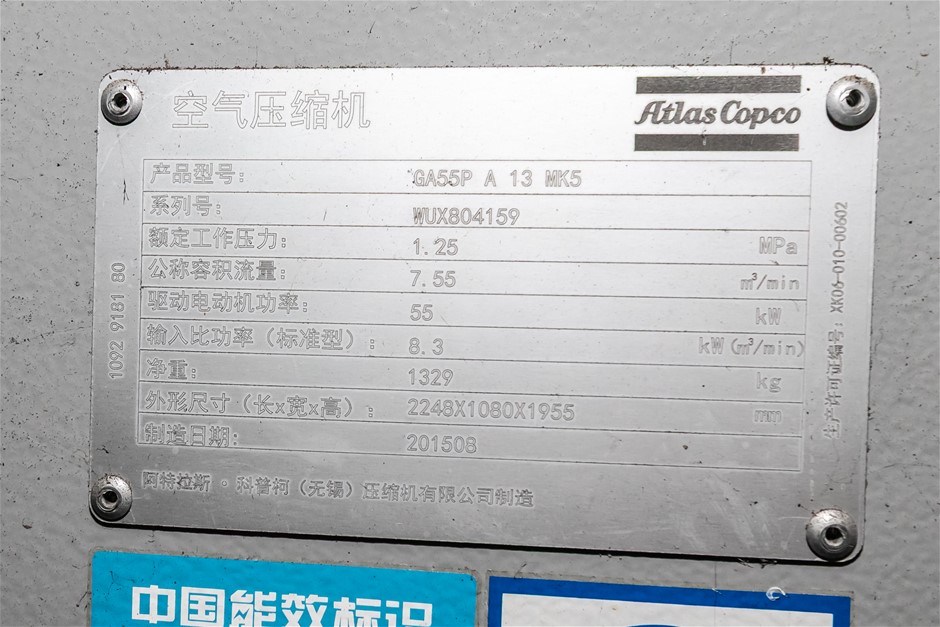 空气压缩机
Atlas Copco
产品型号: GA55P A 13 MK5
系列号: WUX804159
额定工作压力: 1.25 MPa
公称容积流量: 7.55 m³/min
驱动电动机功率: 55 kW
输入比功率（标准型）: 8.3 kW(m³/min)
净重: 1329 kg
外形尺寸（长x宽x高）: 2248X1080X1955 mm
制造日期: 201508
阿特拉斯·科普柯（无锡）压缩机有限公司制造
1092 9181 80
生产许可证编号: XK06-010-00602
中国能效标识